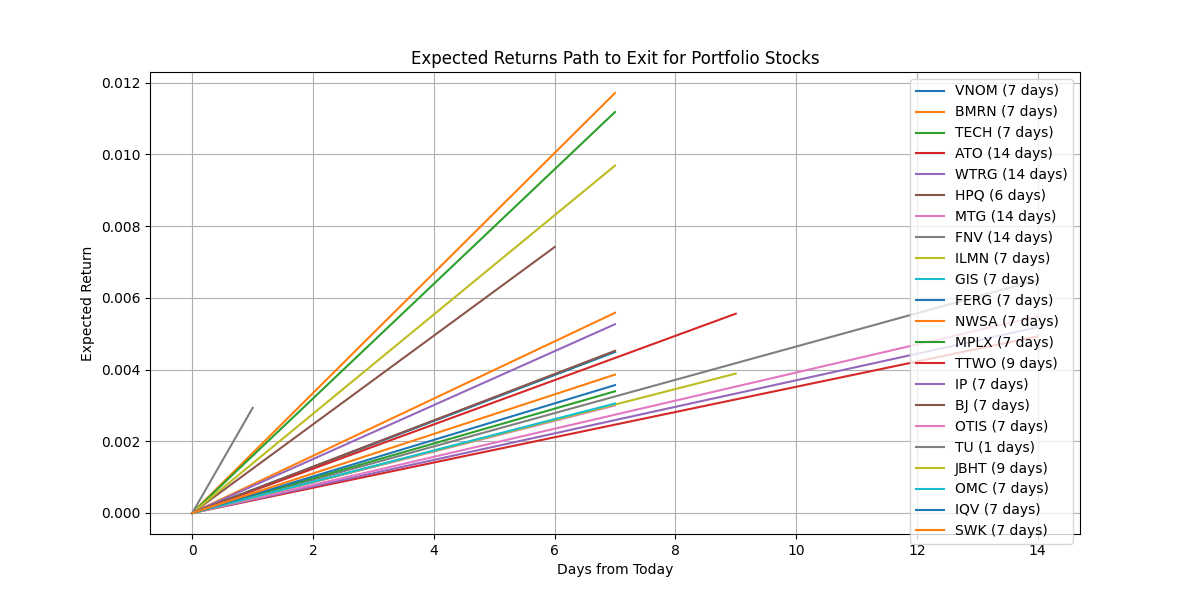 Expected Returns Path to Exit for Portfolio Stocks
0.012
0.010
0.008
0.006
0.004
0.002
0.000
Expected Return
0 2 4 6 8 10 12 14
Days from Today
VNOM (7 days)
BMRN (7 days)
TECH (7 days)
ATO (14 days)
WTRG (14 days)
HPQ (6 days)
MTG (14 days)
FNV (14 days)
ILMN (7 days)
GIS (7 days)
FERG (7 days)
NWSA (7 days)
MPLX (7 days)
TTWO (9 days)
IP (7 days)
BJ (7 days)
OTIS (7 days)
TU (1 days)
JBHT (9 days)
OMC (7 days)
IQV (7 days)
SWK (7 days)